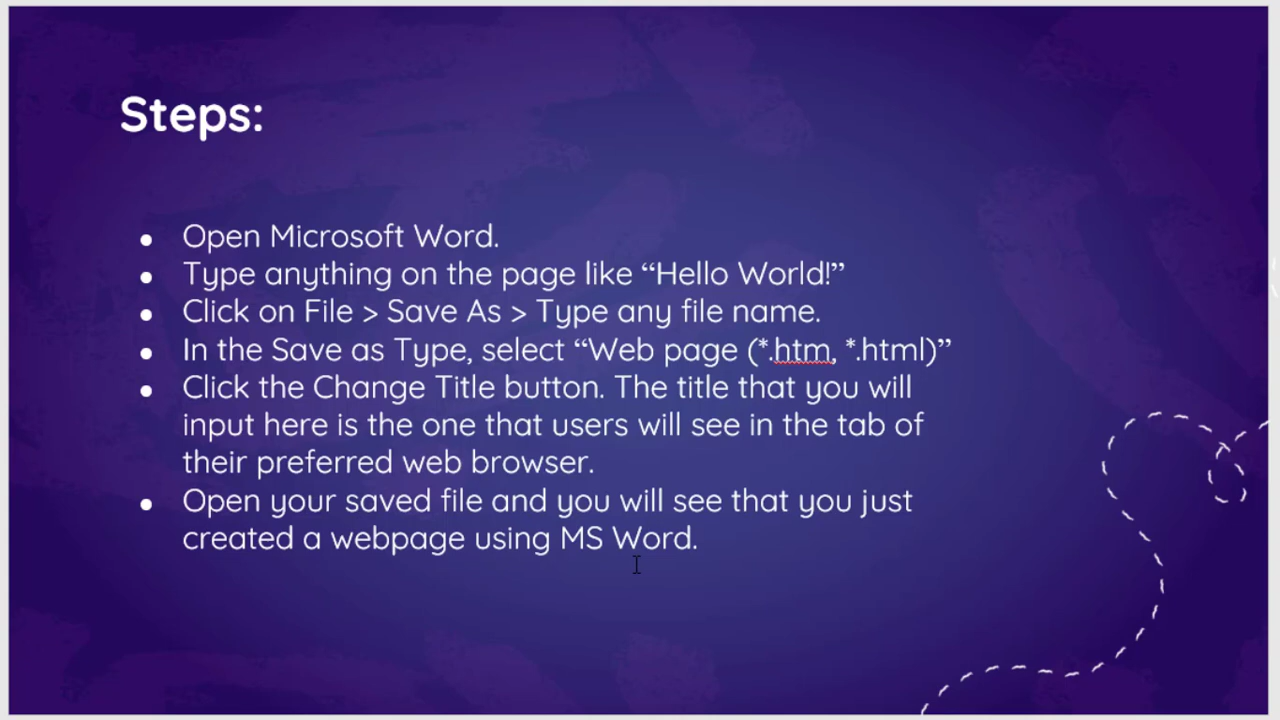 Steps:
● Open Microsoft Word.
● Type anything on the page like “Hello World!”
● Click on File > Save As > Type any file name.
● In the Save as Type, select “Web page (*.htm, *.html)”
● Click the Change Title button. The title that you will
input here is the one that users will see in the tab of
their preferred web browser.
● Open your saved file and you will see that you just
created a webpage using MS Word.